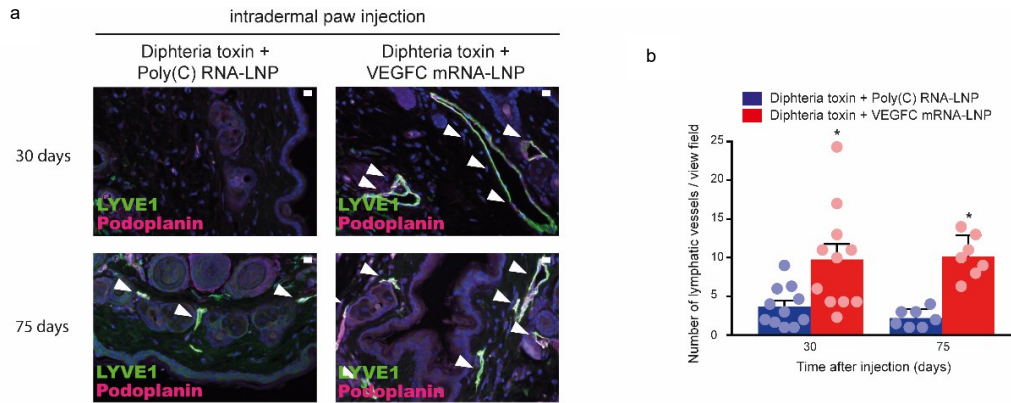 a
intradermal paw injection
Diphteria toxin +
Poly(C) RNA-LNP
Diphteria toxin +
VEGFC mRNA-LNP
30 days
LYVE1
Podoplanin
LYVE1
Podoplanin
75 days
LYVE1
Podoplanin
LYVE1
Podoplanin
b
Diphteria toxin + Poly(C) RNA-LNP
Diphteria toxin + VEGFC mRNA-LNP
Number of lymphatic vessels / view field
25
20
15
10
5
0
*
*
30
75
Time after injection (days)